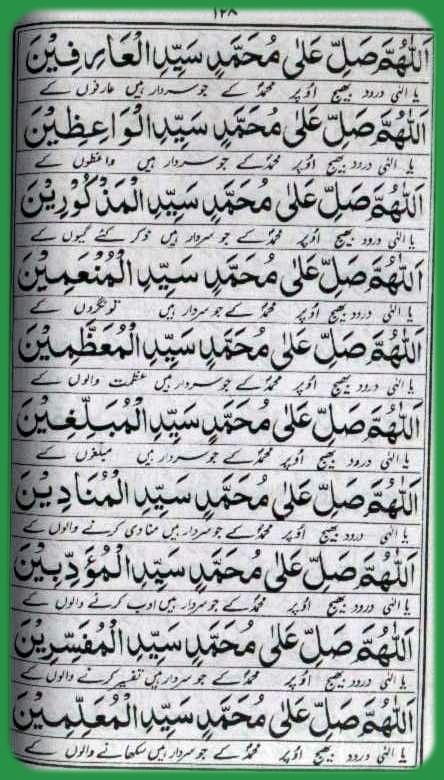 ١٢٨
اَللّٰهُمَّ صَلِّ عَلٰى مُحَمَّدٍ سَيِّدِ الْعَارِفِيْنَ
یا الٰہی درود بھیج اوپر محمدؐ کے جو سردار ہیں عارفوں کے
اَللّٰهُمَّ صَلِّ عَلٰى مُحَمَّدٍ سَيِّدِ الْوَاعِظِيْنَ
یا الٰہی درود بھیج اوپر محمدؐ کے جو سردار ہیں واعظوں کے
اَللّٰهُمَّ صَلِّ عَلٰى مُحَمَّدٍ سَيِّدِ الْمَذْكُوْرِيْنَ
یا الٰہی درود بھیج اوپر محمدؐ کے جو سردار ہیں ذکر کئے گیوں کے
اَللّٰهُمَّ صَلِّ عَلٰى مُحَمَّدٍ سَيِّدِ الْمُنْعَمِيْنَ
یا الٰہی درود بھیج اوپر محمدؐ کے جو سردار ہیں تونگروں کے
اَللّٰهُمَّ صَلِّ عَلٰى مُحَمَّدٍ سَيِّدِ الْمُعَظَّمِيْنَ
یا الٰہی درود بھیج اوپر محمدؐ کے جو سردار ہیں عظمت والوں کے
اَللّٰهُمَّ صَلِّ عَلٰى مُحَمَّدٍ سَيِّدِ الْمُبَلِّغِيْنَ
یا الٰہی درود بھیج اوپر محمدؐ کے جو سردار ہیں مبلغوں کے
اَللّٰهُمَّ صَلِّ عَلٰى مُحَمَّدٍ سَيِّدِ الْمُنَادِيْنَ
یا الٰہی درود بھیج اوپر محمدؐ کے جو سردار ہیں منادی کرنے والوں کے
اَللّٰهُمَّ صَلِّ عَلٰى مُحَمَّدٍ سَيِّدِ الْمُؤَدِّبِيْنَ
یا الٰہی درود بھیج اوپر محمدؐ کے جو سردار ہیں ادب کرنے والوں کے
اَللّٰهُمَّ صَلِّ عَلٰى مُحَمَّدٍ سَيِّدِ الْمُفَسِّرِيْنَ
یا الٰہی درود بھیج اوپر محمدؐ کے جو سردار ہیں تفسیر کرنے والوں کے
اَللّٰهُمَّ صَلِّ عَلٰى مُحَمَّدٍ سَيِّدِ الْمُعَلِّمِيْنَ
یا الٰہی درود بھیج اوپر محمدؐ کے جو سردار ہیں سکھانے والوں کے